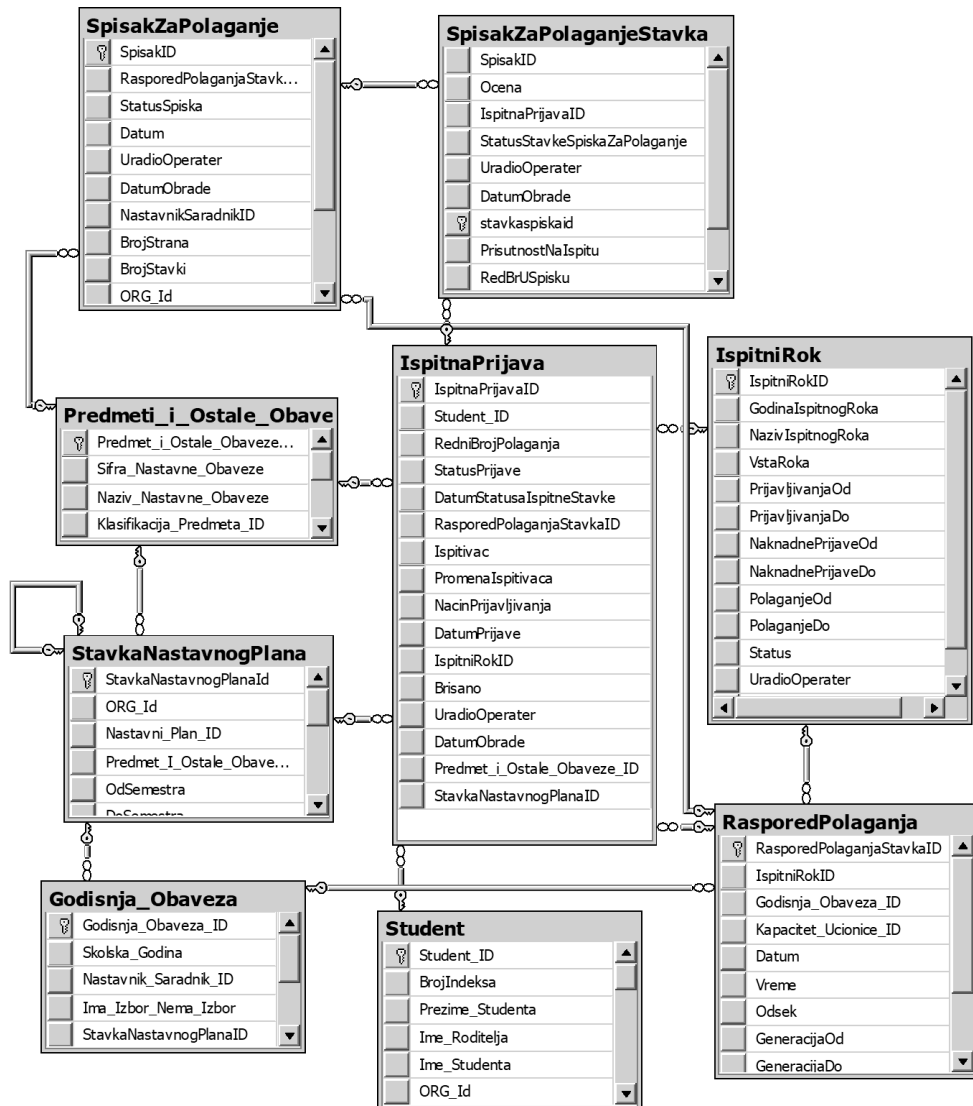 SpisakZaPolaganje
SpisakID
RasporedPolaganjaStavk...
StatusSpiska
Datum
UradioOperater
DatumObrade
NastavnikSaradnikID
BrojStrana
BrojStavki
ORG_Id
SpisakZaPolaganjeStavka
SpisakID
Ocena
IspitnaPrijavaID
StatusStavkeSpiskaZaPolaganje
UradioOperater
DatumObrade
stavkaspiskaid
PrisutnostNaIspitu
RedBrUSpisku
Predmeti_i_Ostale_Obave
Predmet_i_Ostale_Obaveze...
Sifra_Nastavne_Obaveze
Naziv_Nastavne_Obaveze
Klasifikacija_Predmeta_ID
IspitnaPrijava
IspitnaPrijavaID
Student_ID
RedniBrojPolaganja
StatusPrijave
DatumStatusaIspitneStavke
RasporedPolaganjaStavkaID
Ispitivac
PromenaIspitivaca
NacinPrijavljivanja
DatumPrijave
IspitniRokID
Brisano
UradioOperater
DatumObrade
Predmet_i_Ostale_Obaveze_ID
StavkaNastavnogPlanaID
IspitniRok
IspitniRokID
GodinaIspitnogRoka
NazivIspitnogRoka
VstaRoka
PrijavljivanjaOd
PrijavljivanjaDo
NaknadnePrijaveOd
NaknadnePrijaveDo
PolaganjeOd
PolaganjeDo
Status
UradioOperater
StavkaNastavnogPlana
StavkaNastavnogPlanaId
ORG_Id
Nastavni_Plan_ID
Predmet_I_Ostale_Obave...
OdSemestra
DoSemestra
Godisnja_Obaveza
Godisnja_Obaveza_ID
Skolska_Godina
Nastavnik_Saradnik_ID
Ima_Izbor_Nema_Izbor
StavkaNastavnogPlanaID
Student
Student_ID
BrojIndeksa
Prezime_Studenta
Ime_Roditelja
Ime_Studenta
ORG_Id
RasporedPolaganja
RasporedPolaganjaStavkaID
IspitniRokID
Godisnja_Obaveza_ID
Kapacitet_Ucionice_ID
Datum
Vreme
Odsek
GeneracijaOd
GeneracijaDo